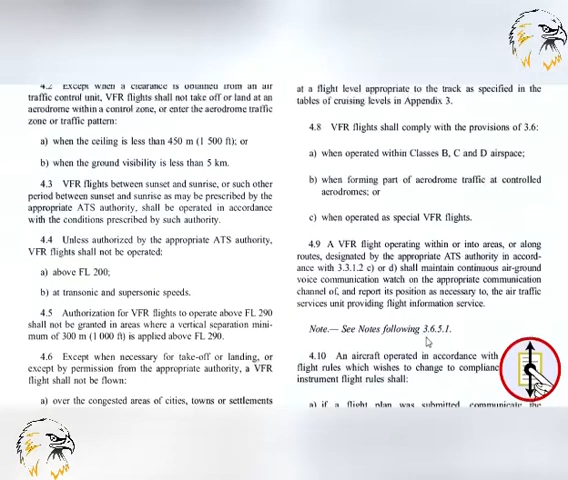 4.2 Except when a clearance is obtained from an air
traffic control unit, VFR flights shall not take off or land at an
aerodrome within a control zone, or enter the aerodrome traffic
zone or traffic pattern:
a) when the ceiling is less than 450 m (1 500 ft); or
b) when the ground visibility is less than 5 km.
4.3 VFR flights between sunset and sunrise, or such other
period between sunset and sunrise as may be prescribed by the
appropriate ATS authority, shall be operated in accordance
with the conditions prescribed by such authority.
4.4 Unless authorized by the appropriate ATS authority,
VFR flights shall not be operated:
a) above FL 200;
b) at transonic and supersonic speeds.
4.5 Authorization for VFR flights to operate above FL 290
shall not be granted in areas where a vertical separation mini-
mum of 300 m (1 000 ft) is applied above FL 290.
4.6 Except when necessary for take-off or landing, or
except by permission from the appropriate authority, a VFR
flight shall not be flown:
a) over the congested areas of cities, towns or settlements
at a flight level appropriate to the track as specified in the
tables of cruising levels in Appendix 3.
4.8 VFR flights shall comply with the provisions of 3.6:
a) when operated within Classes B, C and D airspace;
b) when forming part of aerodrome traffic at controlled
aerodromes; or
c) when operated as special VFR flights.
4.9 A VFR flight operating within or into areas, or along
routes, designated by the appropriate ATS authority in accord-
ance with 3.3.1.2 c) or d) shall maintain continuous air-ground
voice communication watch on the appropriate communication
channel of, and report its position as necessary to, the air traffic
services unit providing flight information service.
Note.— See Notes following 3.6.5.1.
4.10 An aircraft operated in accordance with
flight rules which wishes to change to complianc
instrument flight rules shall:
a) if a flight plan was submitted communicate the